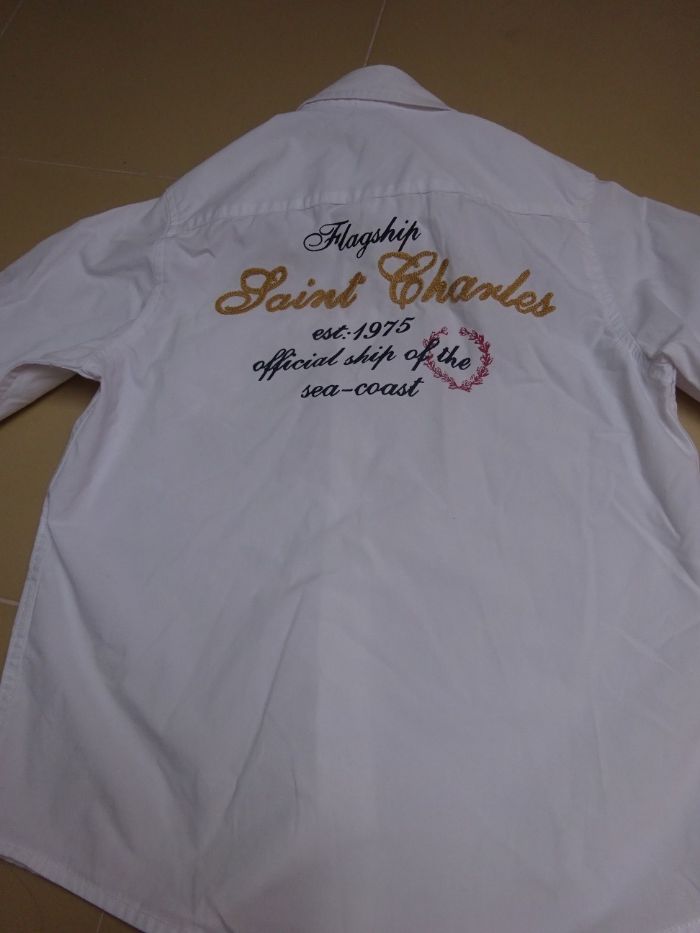 Flagship
Saint Charles
est:1975
official ship of the
sea-coast